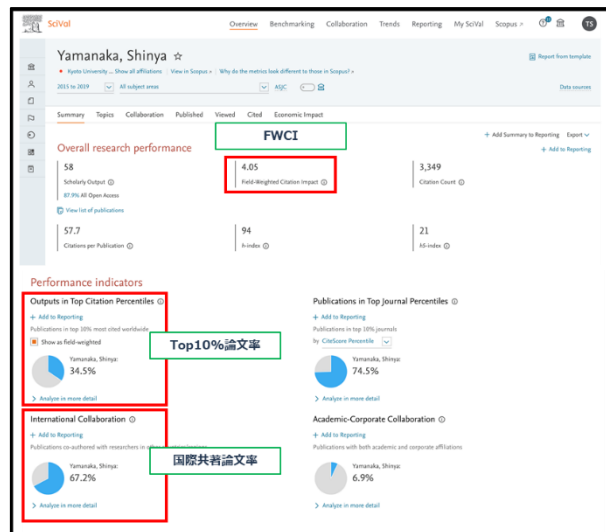 SciVal
Overview Benchmarking Collaboration Trends Reporting My SciVal Scopus TS
Yamanaka, Shinya
Kyoto University ... Show all affiliations View in Scopus Why do the metrics look different to those in Scopus?
Report from template
2015 to 2019 All subject areas ASJC
Data sources
Summary Topics Collaboration Published Viewed Cited Economic Impact
FWCI
+ Add Summary to Reporting Export
Overall research performance
+ Add to Reporting
58 4.05 3,349
Scholarly Output Field-Weighted Citation Impact Citation Count
87.9% All Open Access
View list of publications
57.7 94 21
Citations per Publication h-index h5-index
Performance indicators
Outputs in Top Citation Percentiles Publications in Top Journal Percentiles
+ Add to Reporting + Add to Reporting
Publications in top 10% most cited worldwide Publications in top 10% journals
Show as field-weighted by CiteScore Percentile
Top10%論文率
Yamanaka, Shinya: Yamanaka, Shinya:
34.5% 74.5%
> Analyze in more detail > Analyze in more detail
International Collaboration Academic-Corporate Collaboration
+ Add to Reporting + Add to Reporting
Publications co-authored with researchers in Publications with both academic and corporate affiliations
国際共著論文率
Yamanaka, Shinya: Yamanaka, Shinya:
67.2% 6.9%
> Analyze in more detail > Analyze in more detail